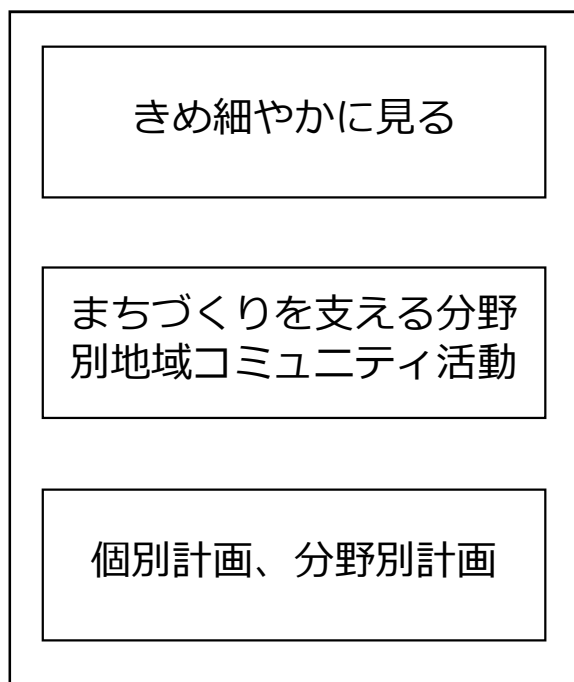 きめ細やかに見る
まちづくりを支える分野
別地域コミュニティ活動
個別計画、分野別計画